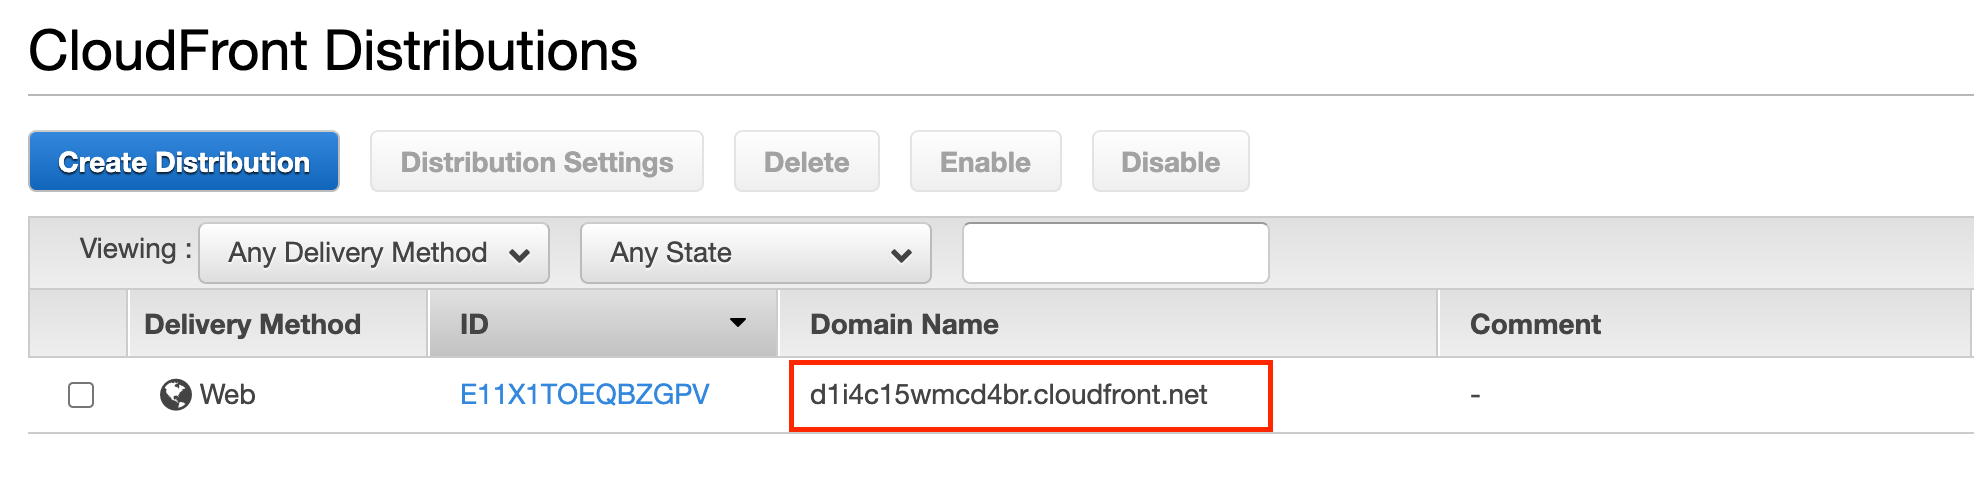 CloudFront Distributions
Create Distribution Distribution Settings Delete Enable Disable
Viewing : Any Delivery Method Any State
Delivery Method ID Domain Name Comment
Web E11X1TOEQBZGPV d1i4c15wmcd4br.cloudfront.net -